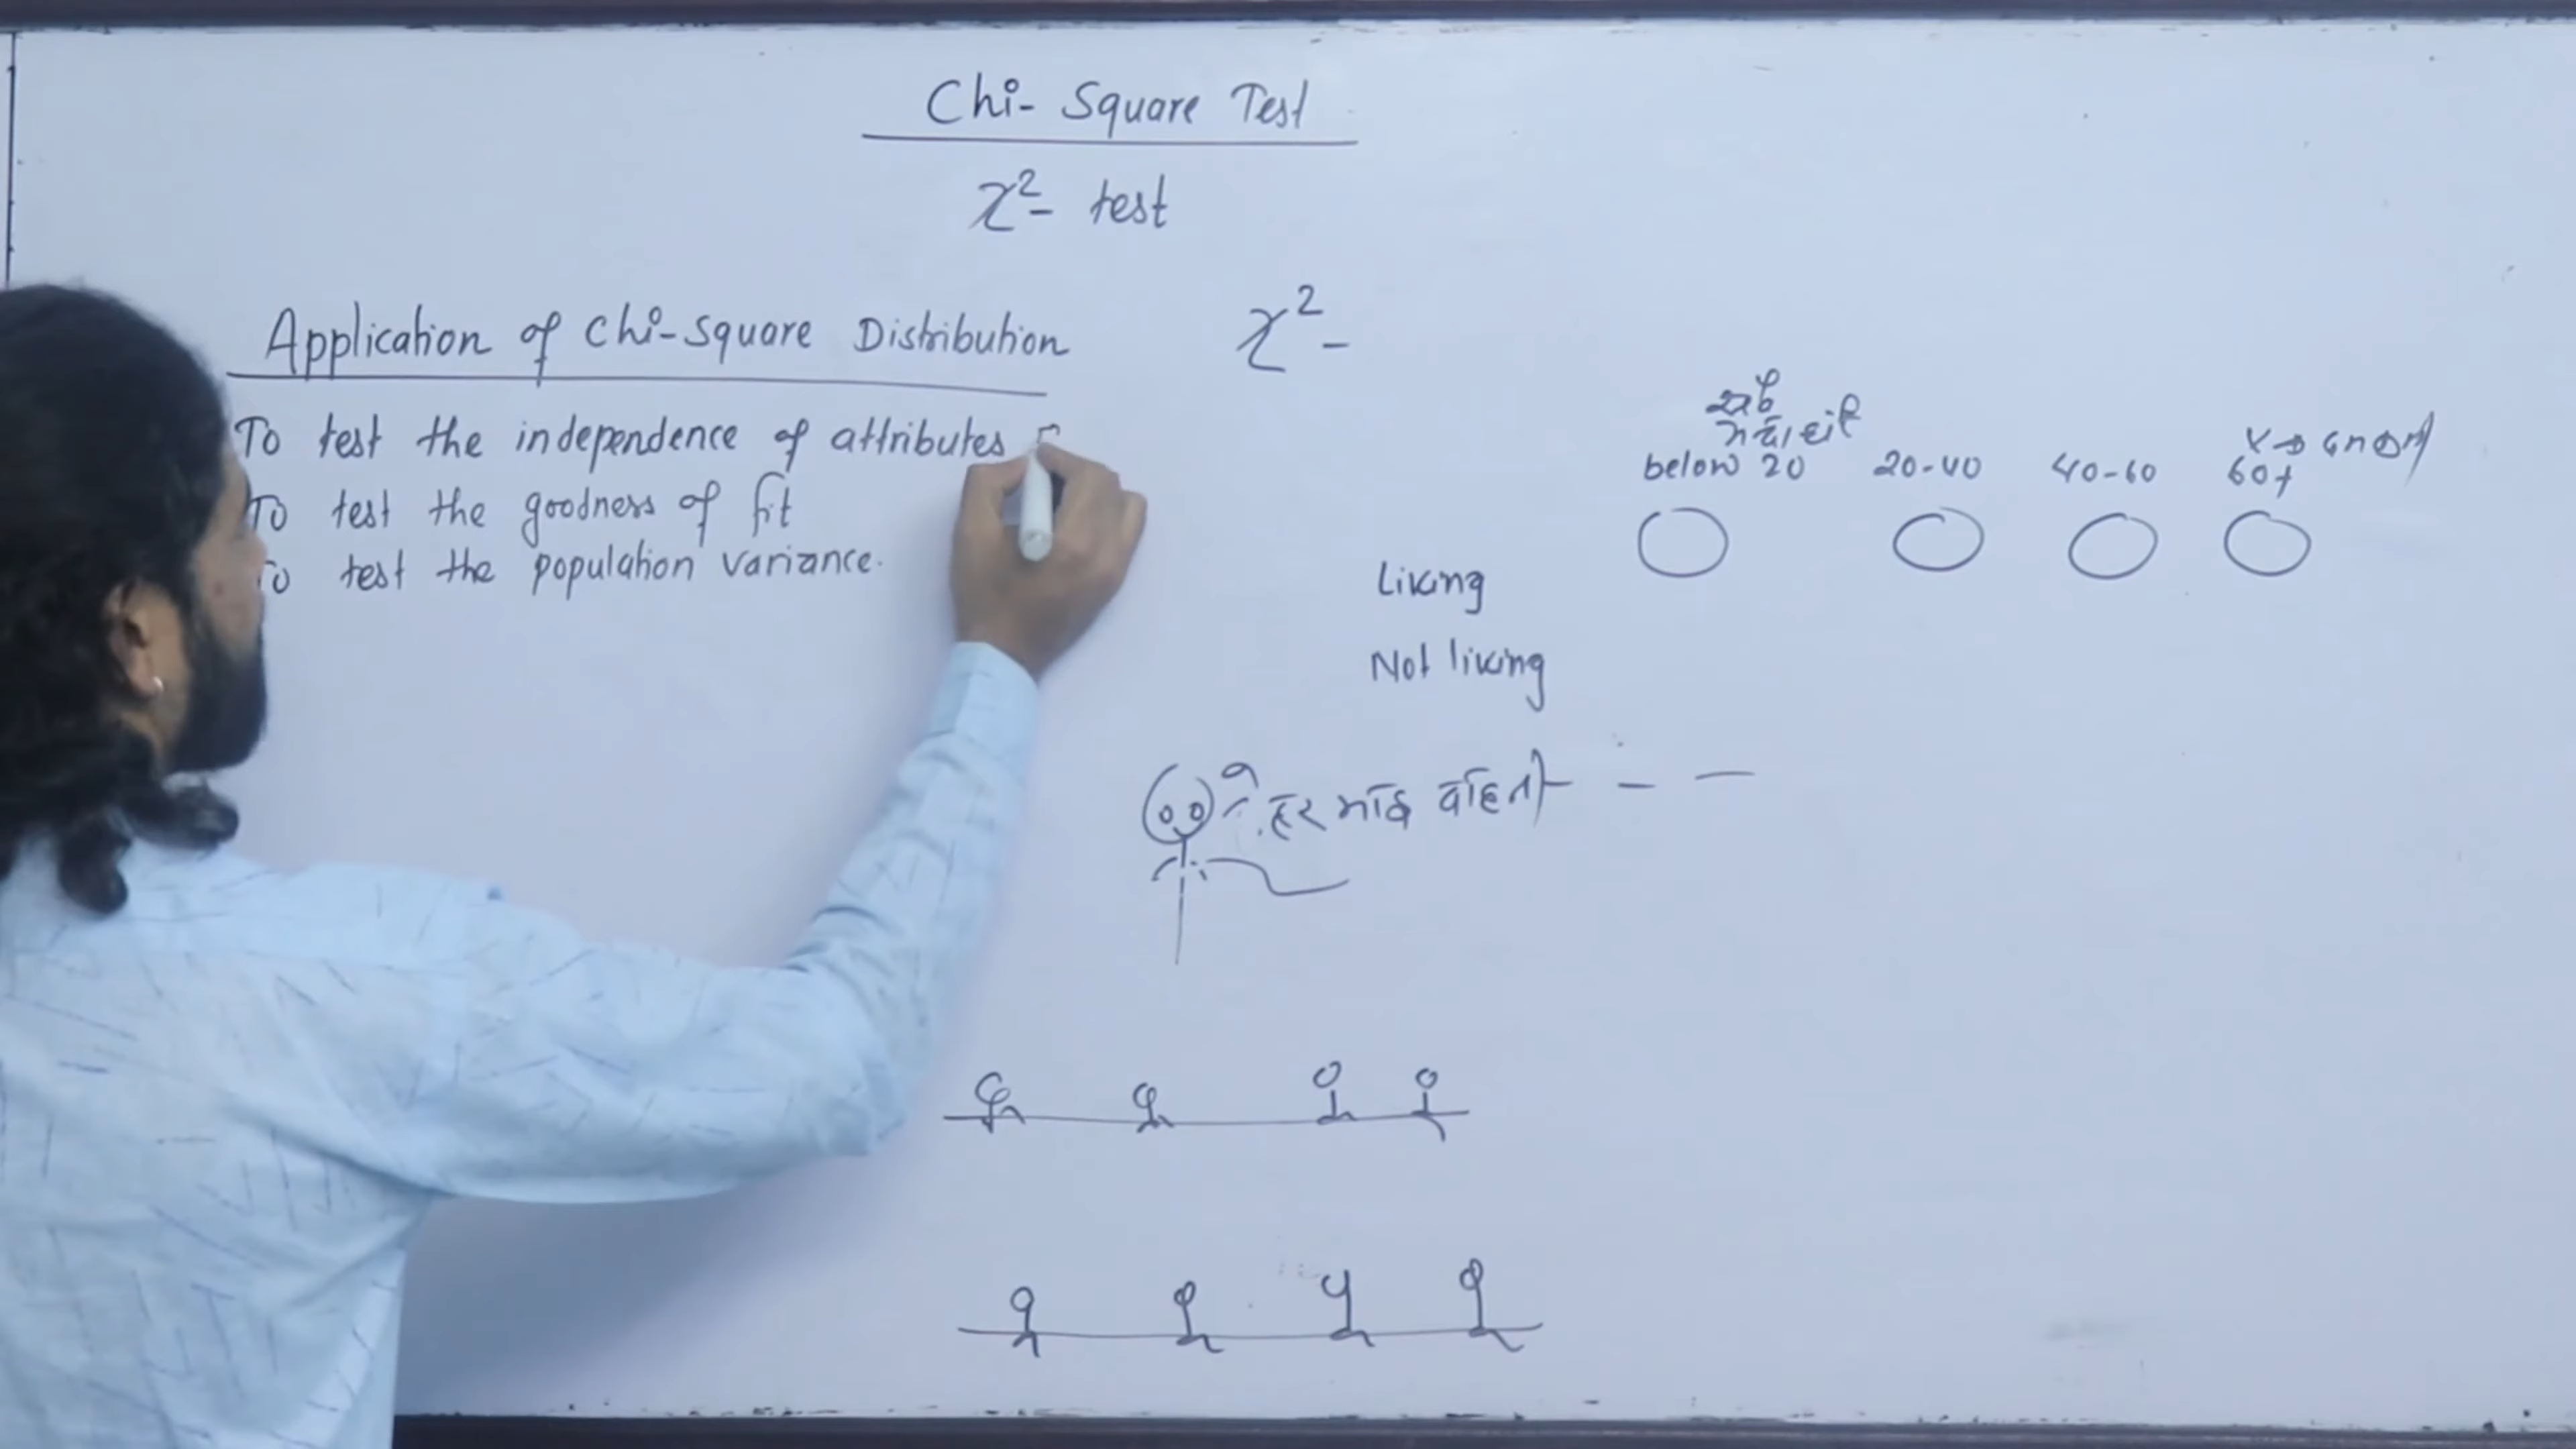 Chi- Square Test
χ²- test
Application of Chi-Square Distribution
To test the independence of attributes
To test the goodness of fit
To test the population variance.
χ² -
below 20 20-40 40-60 60+
Living
Not living
हर